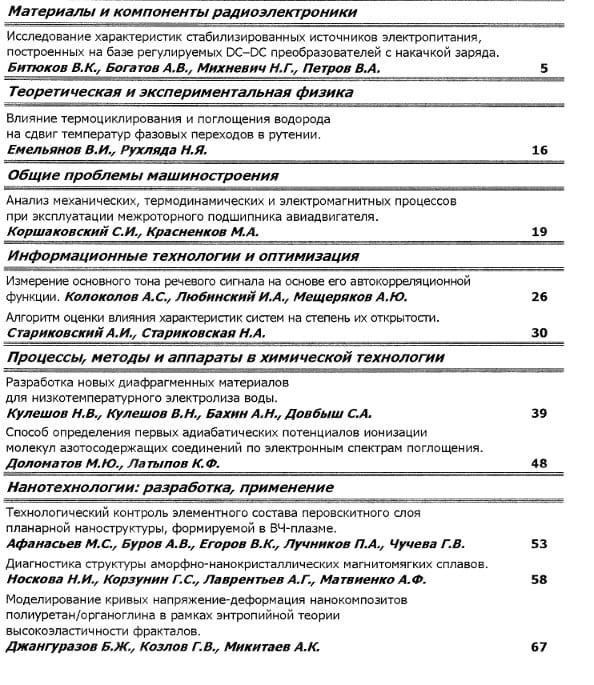 Материалы и компоненты радиоэлектроники
Исследование характеристик стабилизированных источников электропитания,
построенных на базе регулируемых DC–DC преобразователей с накачкой заряда.
Битюков В.К., Богатов А.В., Михневич Н.Г., Петров В.А. 5
Теоретическая и экспериментальная физика
Влияние термоциклирования и поглощения водорода
на сдвиг температур фазовых переходов в рутении.
Емельянов В.И., Рухляда Н.Я. 16
Общие проблемы машиностроения
Анализ механических, термодинамических и электромагнитных процессов
при эксплуатации межроторного подшипника авиадвигателя.
Коршаковский С.И., Красненков М.А. 19
Информационные технологии и оптимизация
Измерение основного тона речевого сигнала на основе его автокорреляционной
функции. Колоколов А.С., Любинский И.А., Мещеряков А.Ю. 26
Алгоритм оценки влияния характеристик систем на степень их открытости.
Стариковский А.И., Стариковская Н.А. 30
Процессы, методы и аппараты в химической технологии
Разработка новых диафрагменных материалов
для низкотемпературного электролиза воды.
Кулешов Н.В., Кулешов В.Н., Бахин А.Н., Довбыш С.А. 39
Способ определения первых адиабатических потенциалов ионизации
молекул азотосодержащих соединений по электронным спектрам поглощения.
Доломатов М.Ю., Латыпов К.Ф. 48
Нанотехнологии: разработка, применение
Технологический контроль элементного состава перовскитного слоя
планарной наноструктуры, формируемой в ВЧ-плазме.
Афанасьев М.С., Буров А.В., Егоров В.К., Лучников П.А., Чучева Г.В. 53
Диагностика структуры аморфно-нанокристаллических магнитомягких сплавов.
Носкова Н.И., Корзунин Г.С., Лаврентьев А.Г., Матвиенко А.Ф. 58
Моделирование кривых напряжение-деформация нанокомпозитов
полиуретан/органоглина в рамках энтропийной теории
высокоэластичности фракталов.
Джангуразов Б.Ж., Козлов Г.В., Микитаев А.К. 67